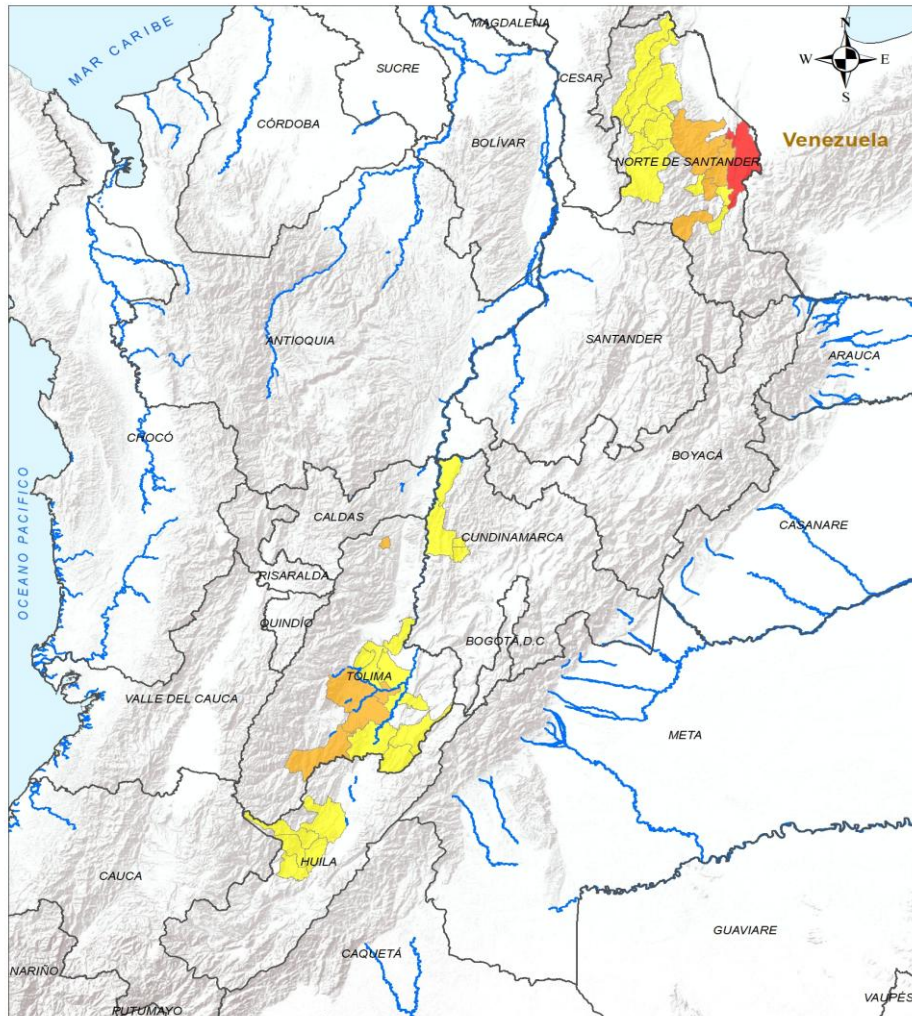 MAR CARIBE
MAGDALENA
N
W
E
S
SUCRE
CESAR
CÓRDOBA
BOLÍVAR
Venezuela
NORTE DE SANTANDER
ANTIOQUIA
SANTANDER
ARAUCA
CHOCÓ
BOYACÁ
OCEANO PACIFICO
CALDAS
CUNDINAMARCA
CASANARE
RISARALDA
QUINDÍO
BOGOTÁ,D.C
TOLIMA
VALLE DEL CAUCA
META
HUILA
CAUCA
GUAVIARE
CAQUETÁ
NARIÑO
VAUPÉS
PUTUMAYO